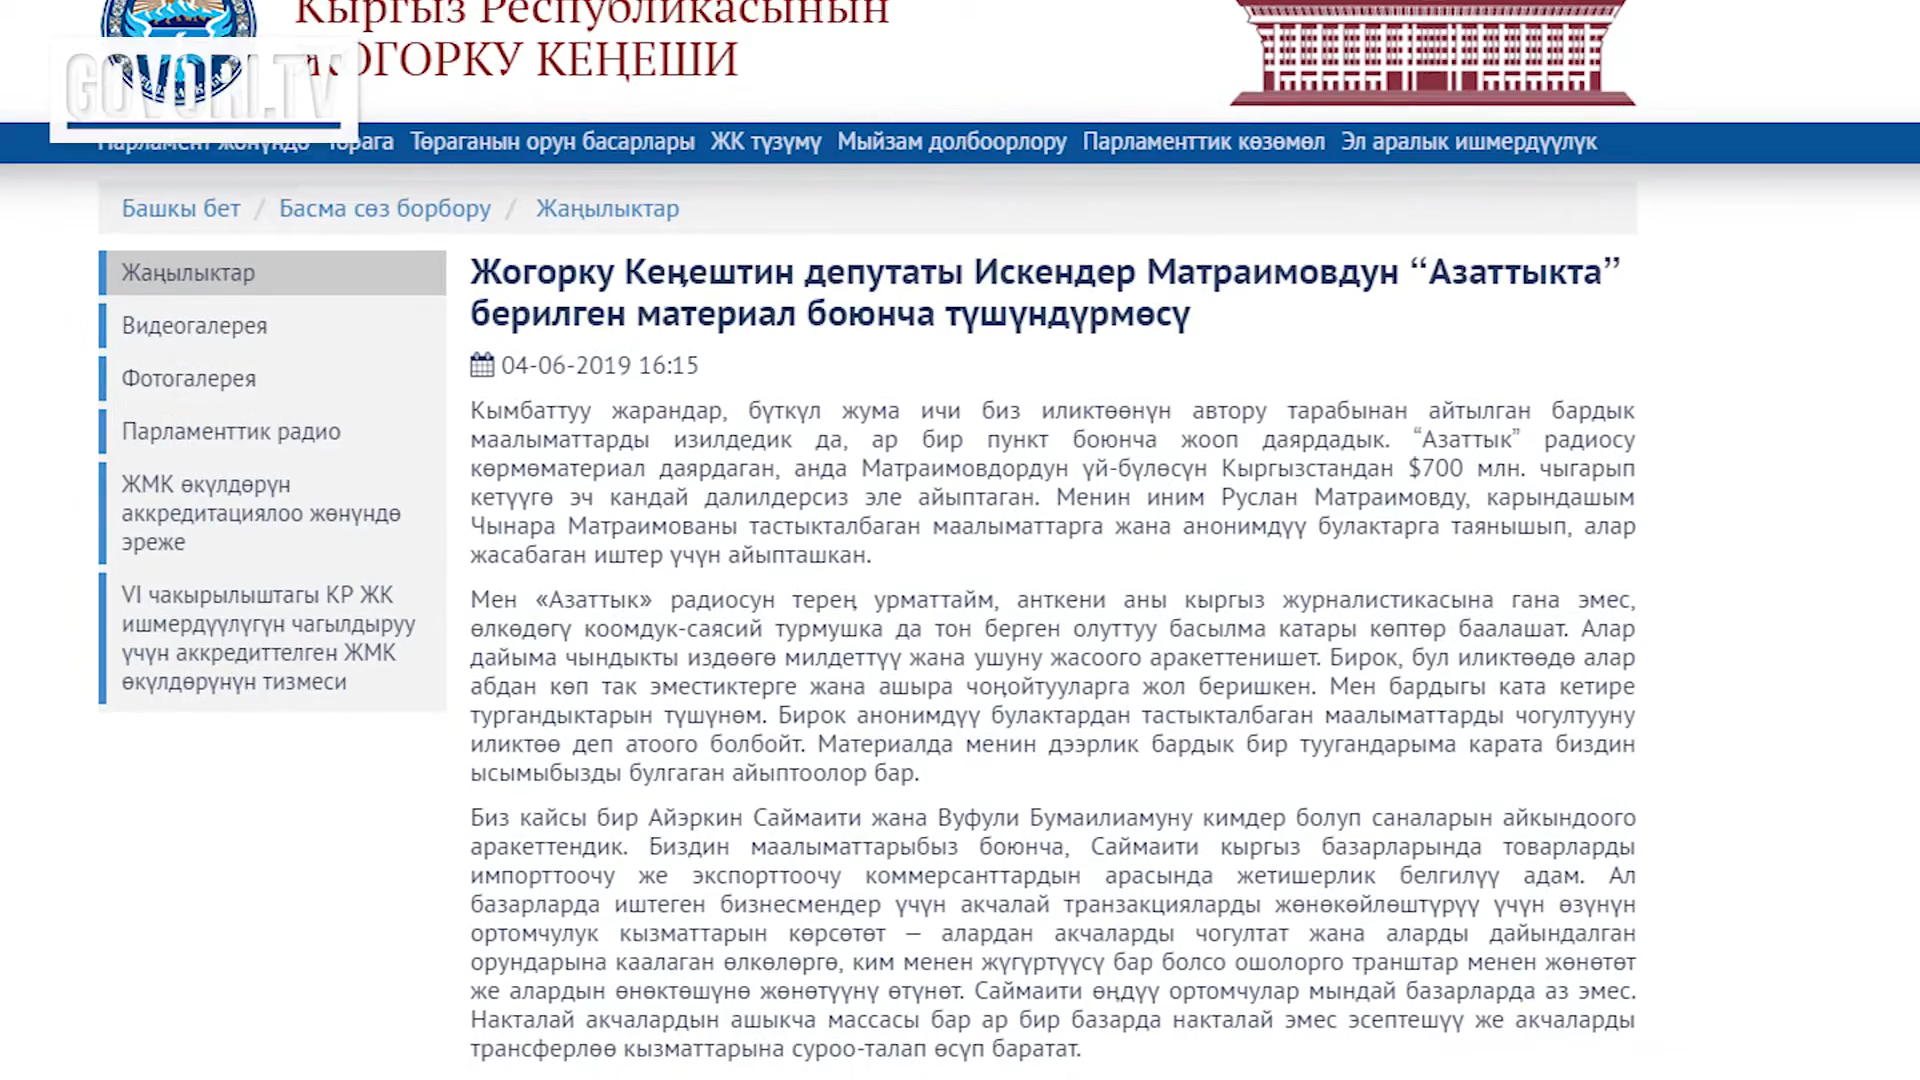 Кыргыз Республикасынын
ЖОГОРКУ КЕҢЕШИ
GOVORI.TV
Парламент жөнүндө Төрага Төраганын орун басарлары ЖК түзүмү Мыйзам долбоорлору Парламенттик көзөмөл Эл аралык ишмердүүлүк
Башкы бет / Басма сөз борбору / Жаңылыктар
Жаңылыктар
Видеогалерея
Фотогалерея
Парламенттик радио
ЖМК өкүлдөрүн
аккредитациялоо жөнүндө
эреже
VI чакырылыштагы КР ЖК
ишмердүүлүгүн чагылдыруу
үчүн аккредиттелген ЖМК
өкүлдөрүнүн тизмеси
Жогорку Кеңештин депутаты Искендер Матраимовдун “Азаттыкта”
берилген материал боюнча түшүндүрмөсү
04-06-2019 16:15
Кымбаттуу жарандар, бүткүл жума ичи биз иликтөөнүн автору тарабынан айтылган бардык
маалыматтарды изилдедик да, ар бир пункт боюнча жооп даярдадык. “Азаттык” радиосу
көрмөматериал даярдаган, анда Матраимовдордун үй-бүлөсүн Кыргызстандан $700 млн. чыгарып
кетүүгө эч кандай далилдерсиз эле айыптаган. Менин иним Руслан Матраимовду, карындашым
Чынара Матраимованы тастыкталбаган маалыматтарга жана анонимдүү булактарга таянышып, алар
жасабаган иштер үчүн айыпташкан.
Мен «Азаттык» радиосун терең урматтайм, анткени аны кыргыз журналистикасына гана эмес,
өлкөдөгү коомдук-саясий турмушка да тон берген олуттуу басылма катары көптөр баалашат. Алар
дайыма чындыкты издөөгө милдеттүү жана ушуну жасоого аракеттенишет. Бирок, бул иликтөөдө алар
абдан көп так эместиктерге жана ашыра чоңойтууларга жол беришкен. Мен бардыгы ката кетире
тургандыктарын түшүнөм. Бирок анонимдүү булактардан тастыкталбаган маалыматтарды чогултууну
иликтөө деп атоого болбойт. Материалда менин дээрлик бардык бир туугандарыма карата биздин
ысымыбызды булгаган айыптоолор бар.
Биз кайсы бир Айэркин Саймаити жана Вуфули Бумаилиамуну кимдер болуп саналарын айкындоого
аракеттендик. Биздин маалыматтарыбыз боюнча, Саймаити кыргыз базарларында товарларды
импорттоочу же экспорттоочу коммерсанттардын арасында жетишерлик белгилүү адам. Ал
базарларда иштеген бизнесмендер үчүн акчалай транзакцияларды жөнөкөйлөштүрүү үчүн өзүнүн
ортомчулук кызматтарын көрсөтөт – алардан акчаларды чогултат жана аларды дайындалган
орундарына каалаган өлкөлөргө, ким менен жүгүртүүсү бар болсо ошолорго транштар менен жөнөтөт
же алардын өнөктөшүнө жөнөтүүнү өтүнөт. Саймаити өңдүү ортомчулар мындай базарларда аз эмес.
Накталай акчалардын ашыкча массасы бар ар бир базарда накталай эмес эсептешүү же акчаларды
трансферлөө кызматтарына суроо-талап өсүп баратат.